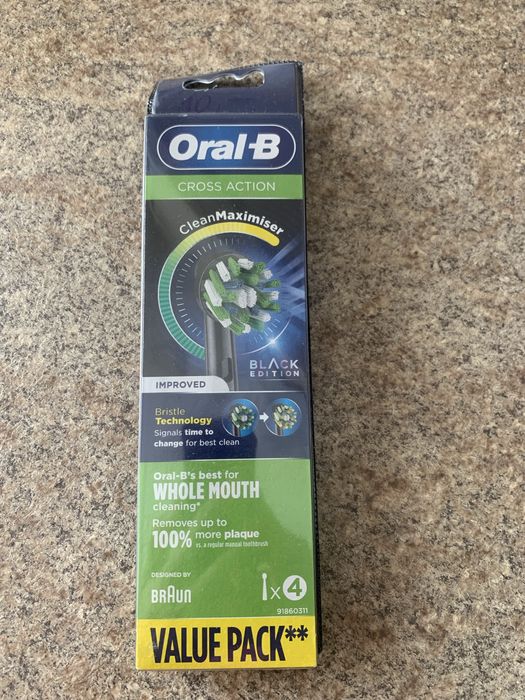 Oral-B
CROSS ACTION
CleanMaximiser
BLACK
EDITION
IMPROVED
Bristle
Technology
Signals time to
change for best clean
Oral-B's best for
WHOLE MOUTH
cleaning*
Removes up to
100% more plaque
vs. a regular manual toothbrush
DESIGNED BY
BRAUN
1x4
91860311
VALUE PACK**